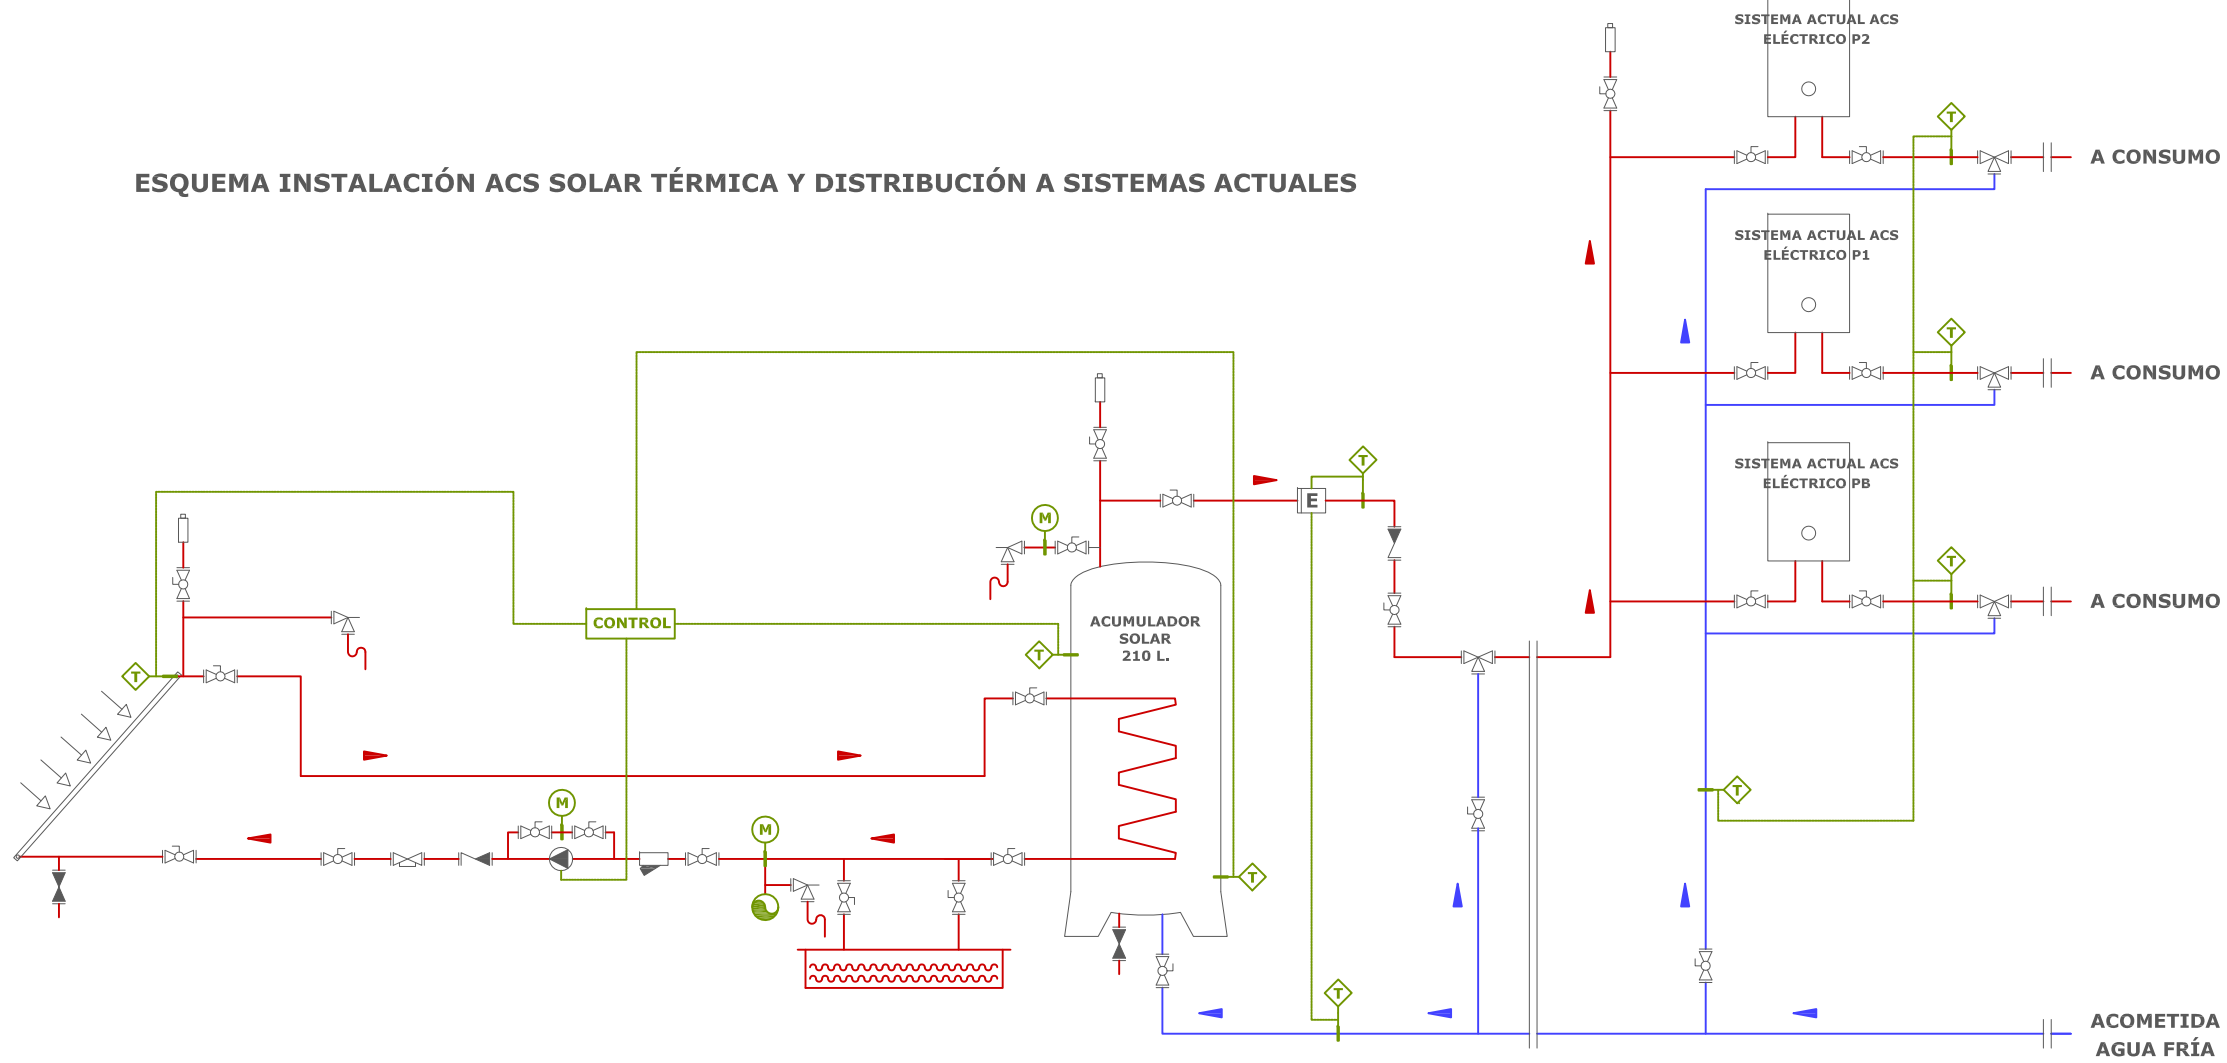 SISTEMA ACTUAL ACS
ELÉCTRICO P2
T
A CONSUMO
ESQUEMA INSTALACIÓN ACS SOLAR TÉRMICA Y DISTRIBUCIÓN A SISTEMAS ACTUALES
SISTEMA ACTUAL ACS
ELÉCTRICO P1
T
A CONSUMO
SISTEMA ACTUAL ACS
ELÉCTRICO PB
T
E
M
T
A CONSUMO
CONTROL
ACUMULADOR
SOLAR
210 L.
T
T
T
M
M
T
T
ACOMETIDA
AGUA FRÍA